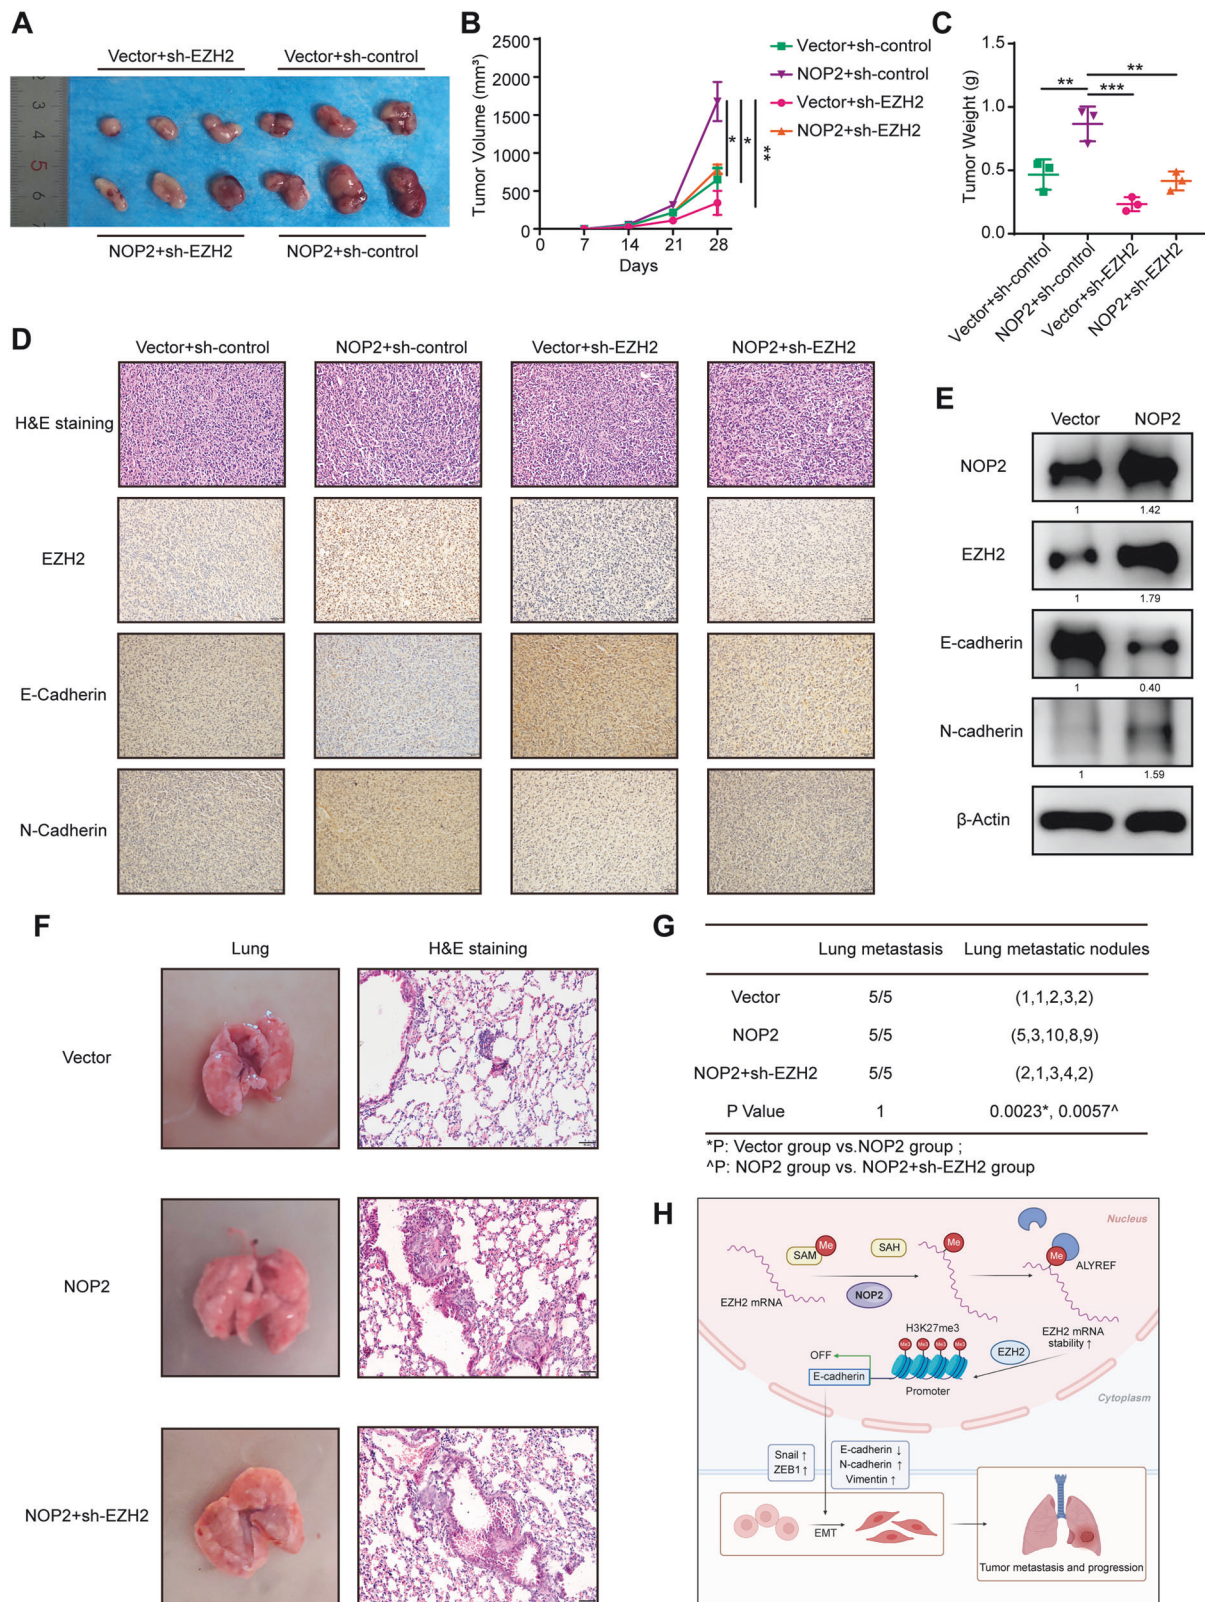 A
Vector+sh-EZH2 Vector+sh-control
3
4
5
6
NOP2+sh-EZH2 NOP2+sh-control
B
Tumor Volume (mm³)
2500
2000
1500
1000
500
0
0 7 14 21 28
Days
Vector+sh-control
NOP2+sh-control
Vector+sh-EZH2
NOP2+sh-EZH2
* * **
C
Tumor Weight (g)
1.5
1.0
0.5
0.0
** *** **
Vector+sh-control
NOP2+sh-control
Vector+sh-EZH2
NOP2+sh-EZH2
D
Vector+sh-control NOP2+sh-control Vector+sh-EZH2 NOP2+sh-EZH2
H&E staining
EZH2
E-Cadherin
N-Cadherin
E
Vector NOP2
NOP2
1 1.42
EZH2
1 1.79
E-cadherin
1 0.40
N-cadherin
1 1.59
β-Actin
F
Lung H&E staining
Vector
NOP2
NOP2+sh-EZH2
G
Lung metastasis Lung metastatic nodules
Vector 5/5 (1,1,2,3,2)
NOP2 5/5 (5,3,10,8,9)
NOP2+sh-EZH2 5/5 (2,1,3,4,2)
P Value 1 0.0023*, 0.0057^
*P: Vector group vs.NOP2 group ;
^P: NOP2 group vs. NOP2+sh-EZH2 group
H
Nucleus
SAM Me SAH Me Me
ALYREF
EZH2 mRNA NOP2
EZH2 mRNA
stability ↑
H3K27me3
Me3 Me3 Me3 Me3
OFF EZH2
E-cadherin
Promoter
Cytoplasm
Snail ↑
ZEB1↑
E-cadherin ↓
N-cadherin ↑
Vimentin ↑
EMT
Tumor metastasis and progression